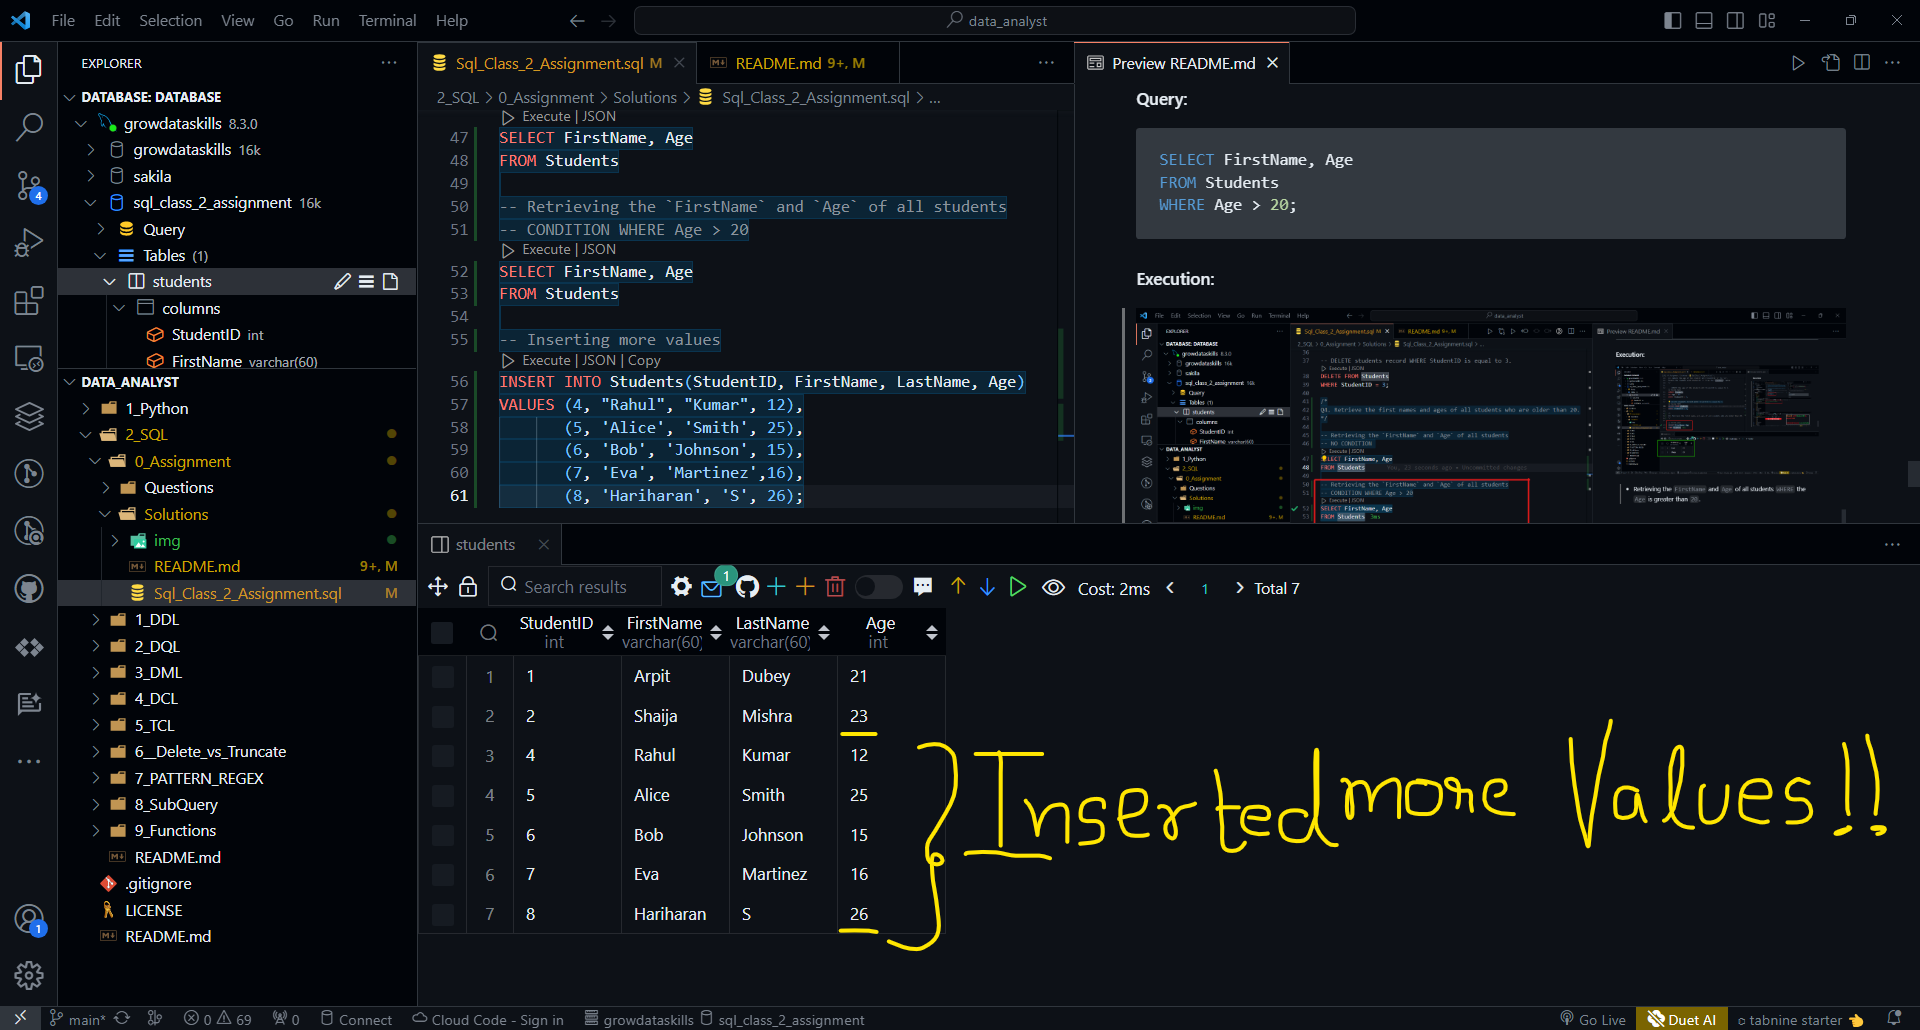 File Edit Selection View Go Run Terminal Help
data_analyst
EXPLORER
DATABASE: DATABASE
growdataskills 8.3.0
growdataskills 16k
sakila
sql_class_2_assignment 16k
Query
Tables (1)
students
columns
StudentID int
FirstName varchar(60)
DATA_ANALYST
1_Python
2_SQL
0_Assignment
Questions
Solutions
img
README.md 9+, M
Sql_Class_2_Assignment.sql M
1_DDL
2_DQL
3_DML
4_DCL
5_TCL
6__Delete_vs_Truncate
7_PATTERN_REGEX
8_SubQuery
9_Functions
README.md
.gitignore
LICENSE
README.md
4
1
Sql_Class_2_Assignment.sql M
README.md 9+, M
2_SQL > 0_Assignment > Solutions > Sql_Class_2_Assignment.sql > ...
Execute | JSON
47 SELECT FirstName, Age
48 FROM Students
49
50 -- Retrieving the `FirstName` and `Age` of all students
51 -- CONDITION WHERE Age > 20
Execute | JSON
52 SELECT FirstName, Age
53 FROM Students
54
55 -- Inserting more values
Execute | JSON | Copy
56 INSERT INTO Students(StudentID, FirstName, LastName, Age)
57 VALUES (4, "Rahul", "Kumar", 12),
58 (5, 'Alice', 'Smith', 25),
59 (6, 'Bob', 'Johnson', 15),
60 (7, 'Eva', 'Martinez',16),
61 (8, 'Hariharan', 'S', 26);
Preview README.md
Query:
SELECT FirstName, Age
FROM Students
WHERE Age > 20;
Execution:
students
Search results
1
Cost: 2ms < 1 > Total 7
StudentID FirstName LastName Age
int varchar(60) varchar(60) int
1 1 Arpit Dubey 21
2 2 Shaija Mishra 23
3 4 Rahul Kumar 12
4 5 Alice Smith 25
5 6 Bob Johnson 15
6 7 Eva Martinez 16
7 8 Hariharan S 26
Inserted more Values!!
main* 0 69 0 Connect Cloud Code - Sign in growdataskills sql_class_2_assignment Go Live Duet AI tabnine starter